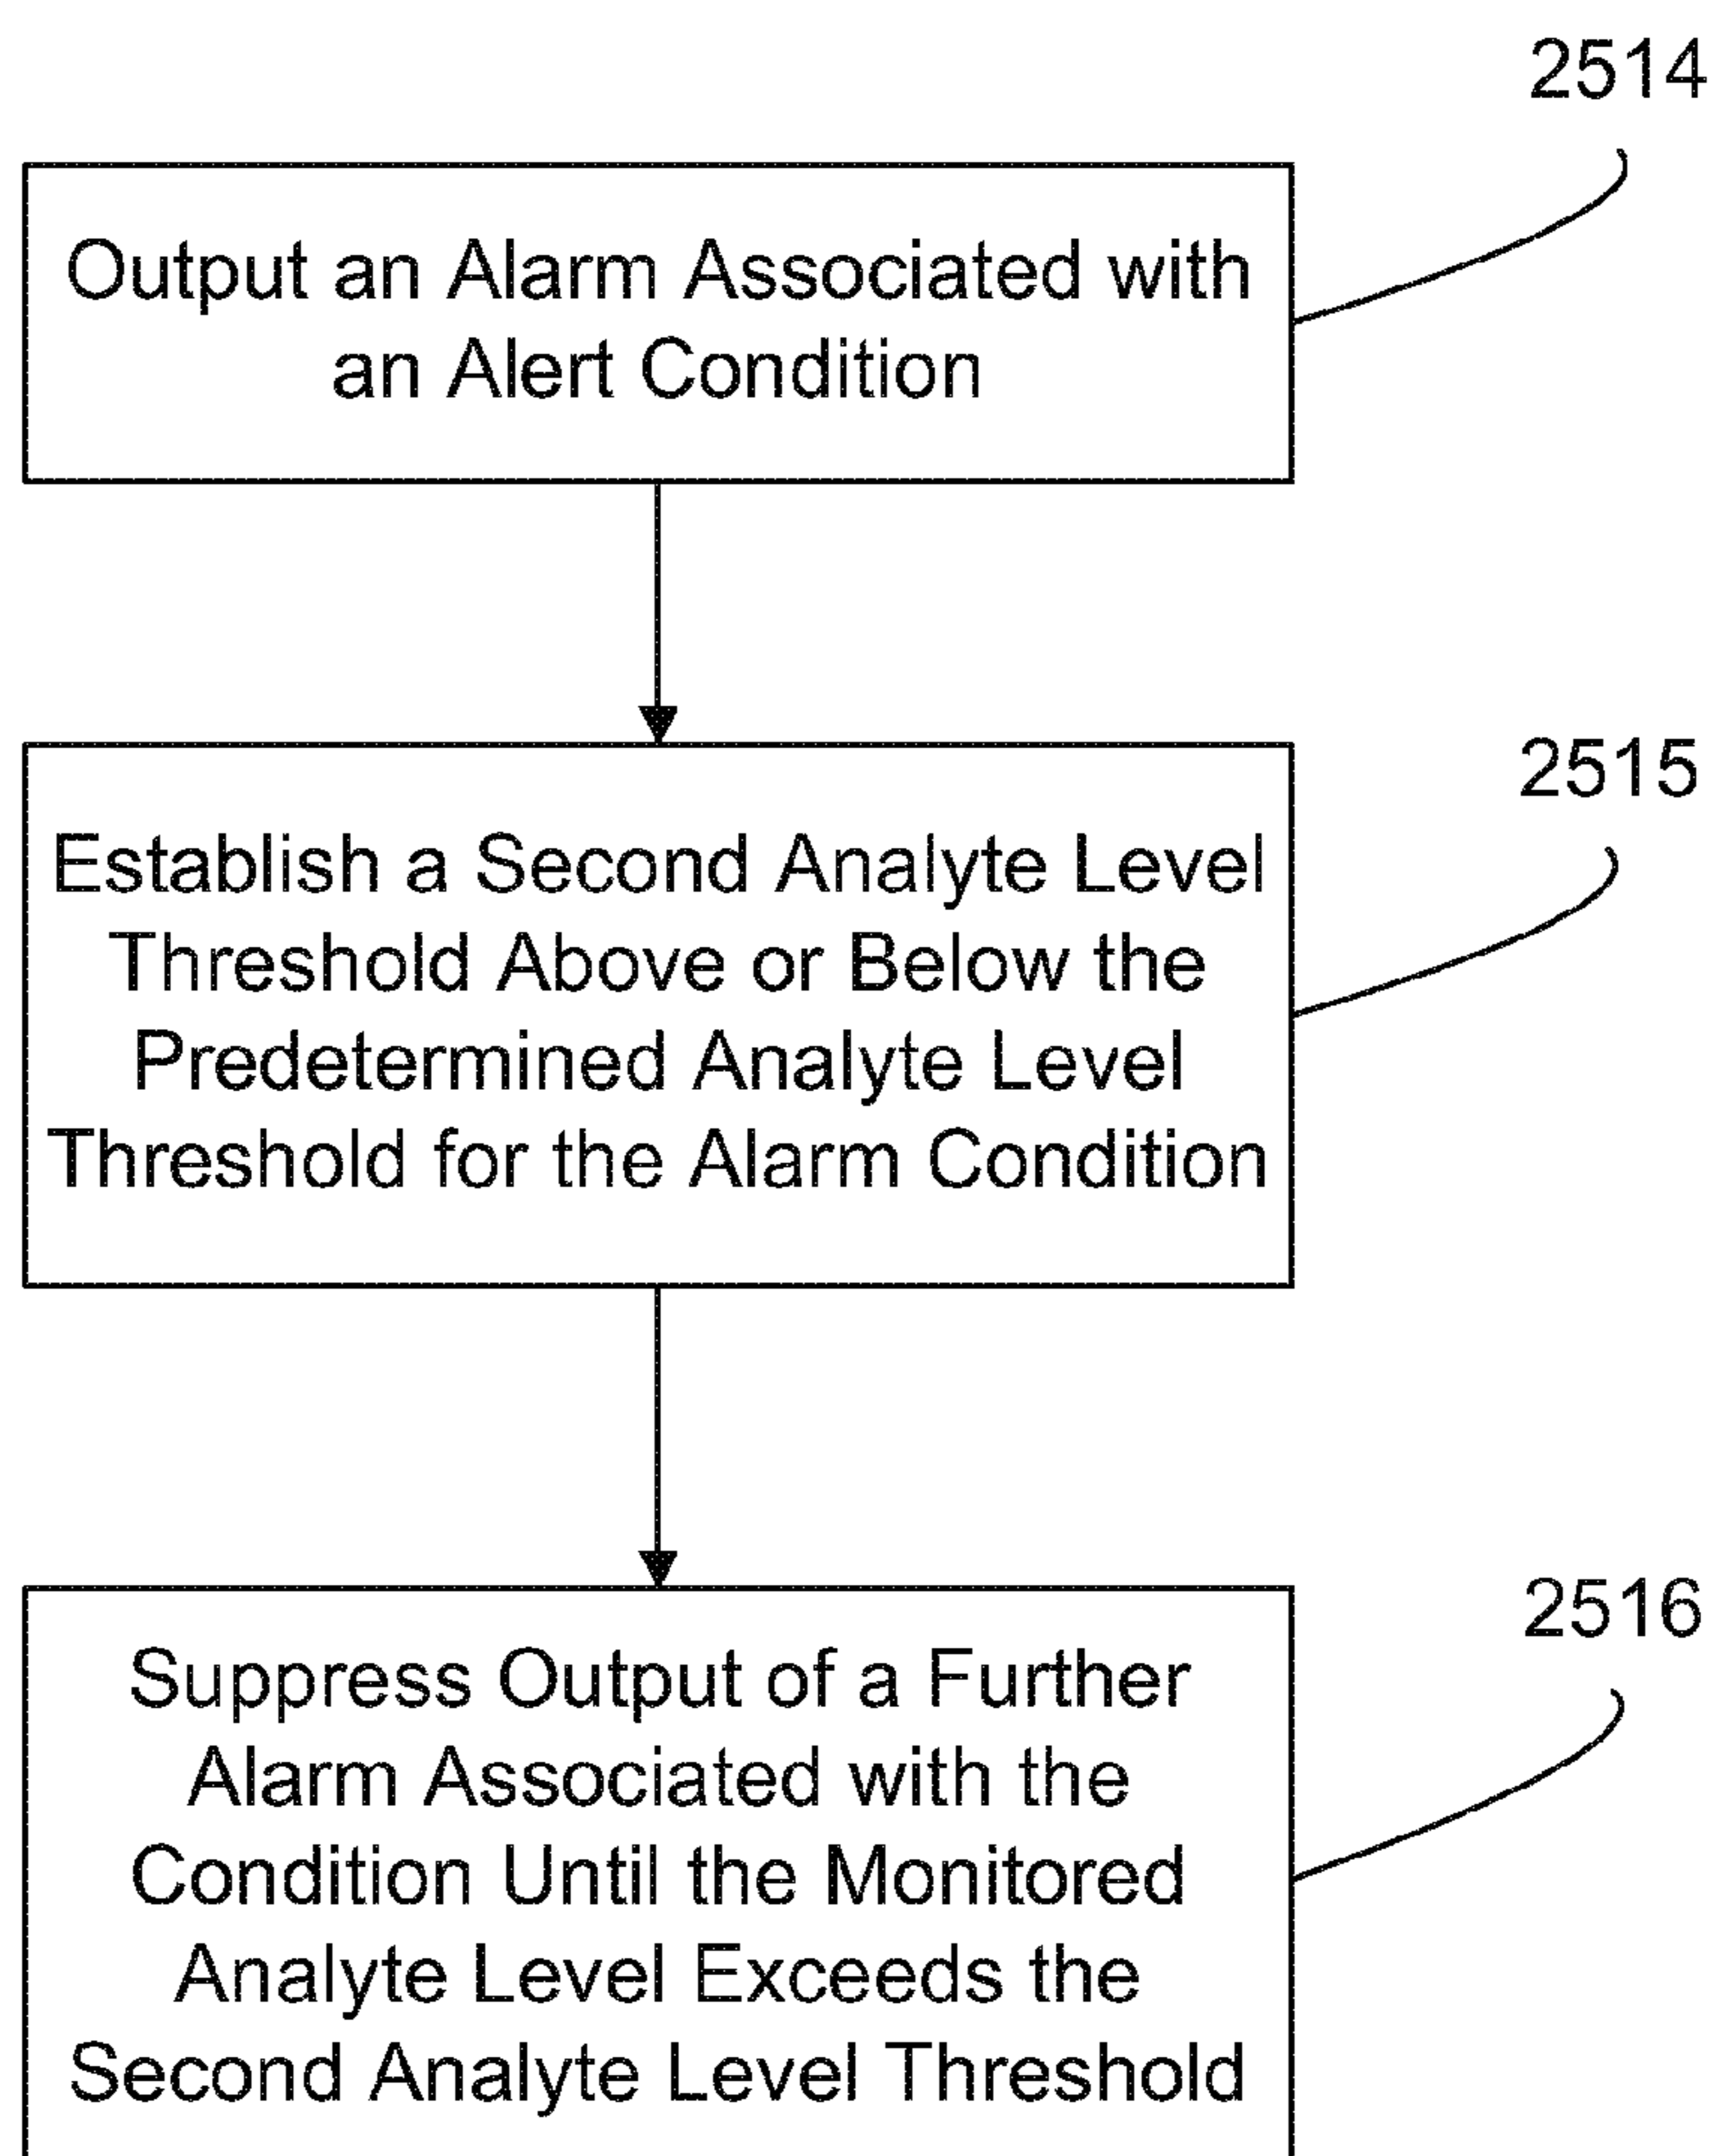 2514
Output an Alarm Associated with
an Alert Condition
2515
Establish a Second Analyte Level
Threshold Above or Below the
Predetermined Analyte Level
Threshold for the Alarm Condition
2516
Suppress Output of a Further
Alarm Associated with the
Condition Until the Monitored
Analyte Level Exceeds the
Second Analyte Level Threshold